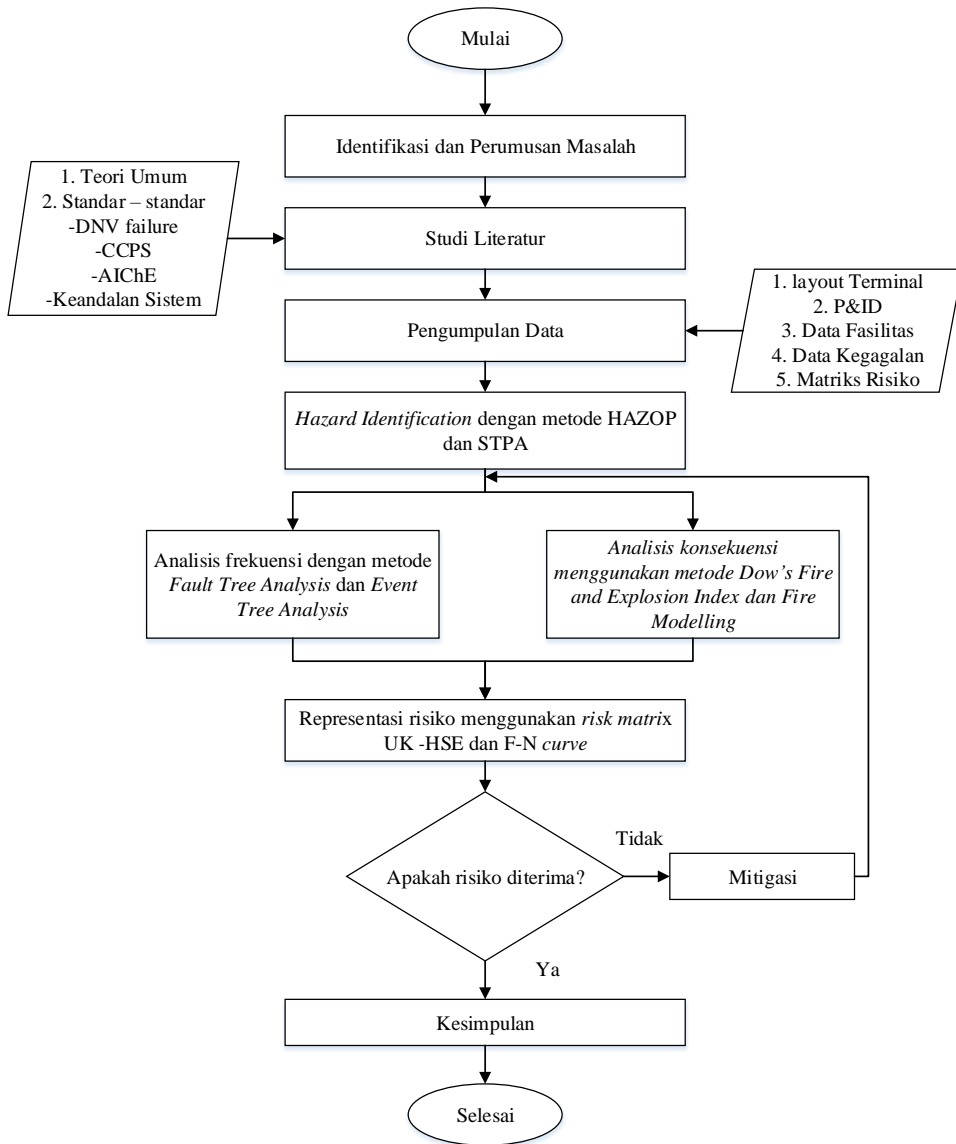 Mulai
Identifikasi dan Perumusan Masalah
1. Teori Umum
2. Standar – standar
-DNV failure
-CCPS
-AIChE
-Keandalan Sistem
Studi Literatur
1. layout Terminal
2. P&ID
3. Data Fasilitas
4. Data Kegagalan
5. Matriks Risiko
Pengumpulan Data
Hazard Identification dengan metode HAZOP
dan STPA
Analisis frekuensi dengan metode
Fault Tree Analysis dan Event
Tree Analysis
Analisis konsekuensi
menggunakan metode Dow’s Fire
and Explosion Index dan Fire
Modelling
Representasi risiko menggunakan risk matrix
UK -HSE dan F-N curve
Apakah risiko diterima?
Tidak
Mitigasi
Ya
Kesimpulan
Selesai